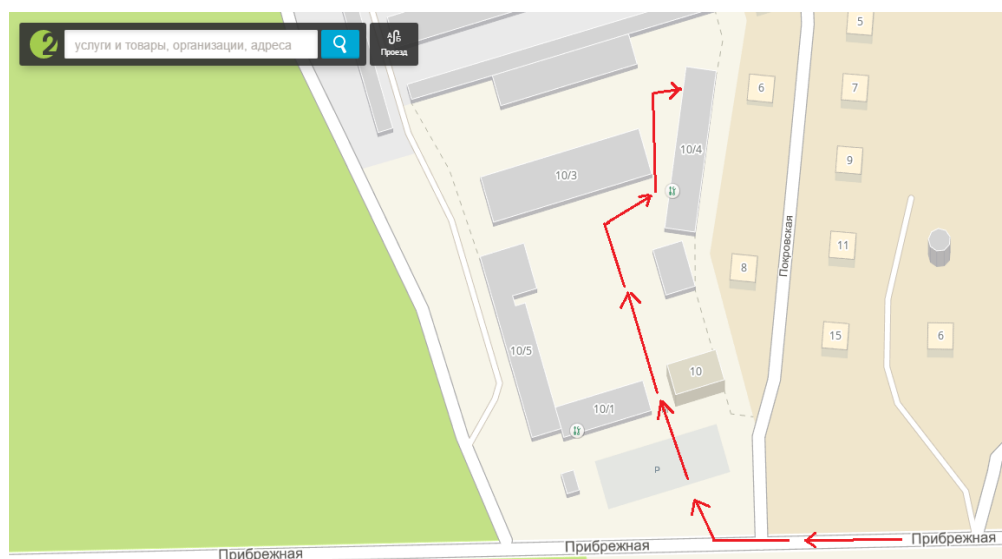 2
услуги и товары, организации, адреса
А Б
Проезд
5
6
7
9
10/4
10/3
Покровская
11
8
15
6
10/5
10
10/1
P
Прибрежная
Прибрежная
Прибрежная